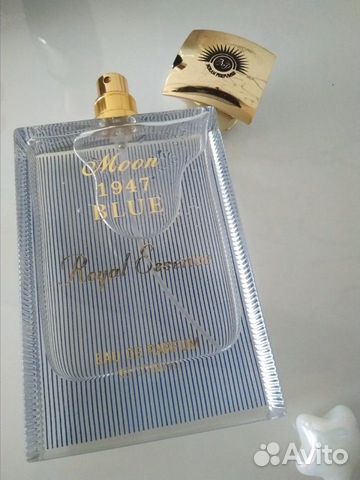 Moon
1947
BLUE
Royal Essence
EAU DE PARFUM
Avito